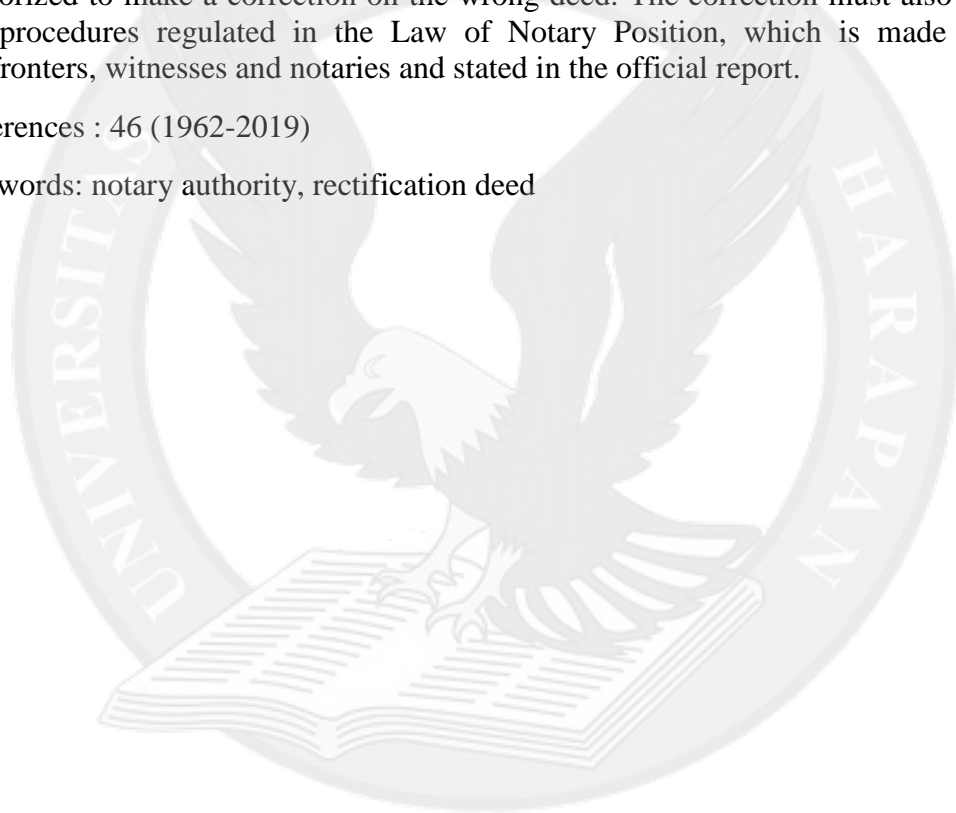 orized to make a correction on the wrong deed. The correction must also
procedures regulated in the Law of Notary Position, which is made
fronters, witnesses and notaries and stated in the official report.
erences : 46 (1962-2019)
words: notary authority, rectification deed
UNIVERSITAS
HARAPAN